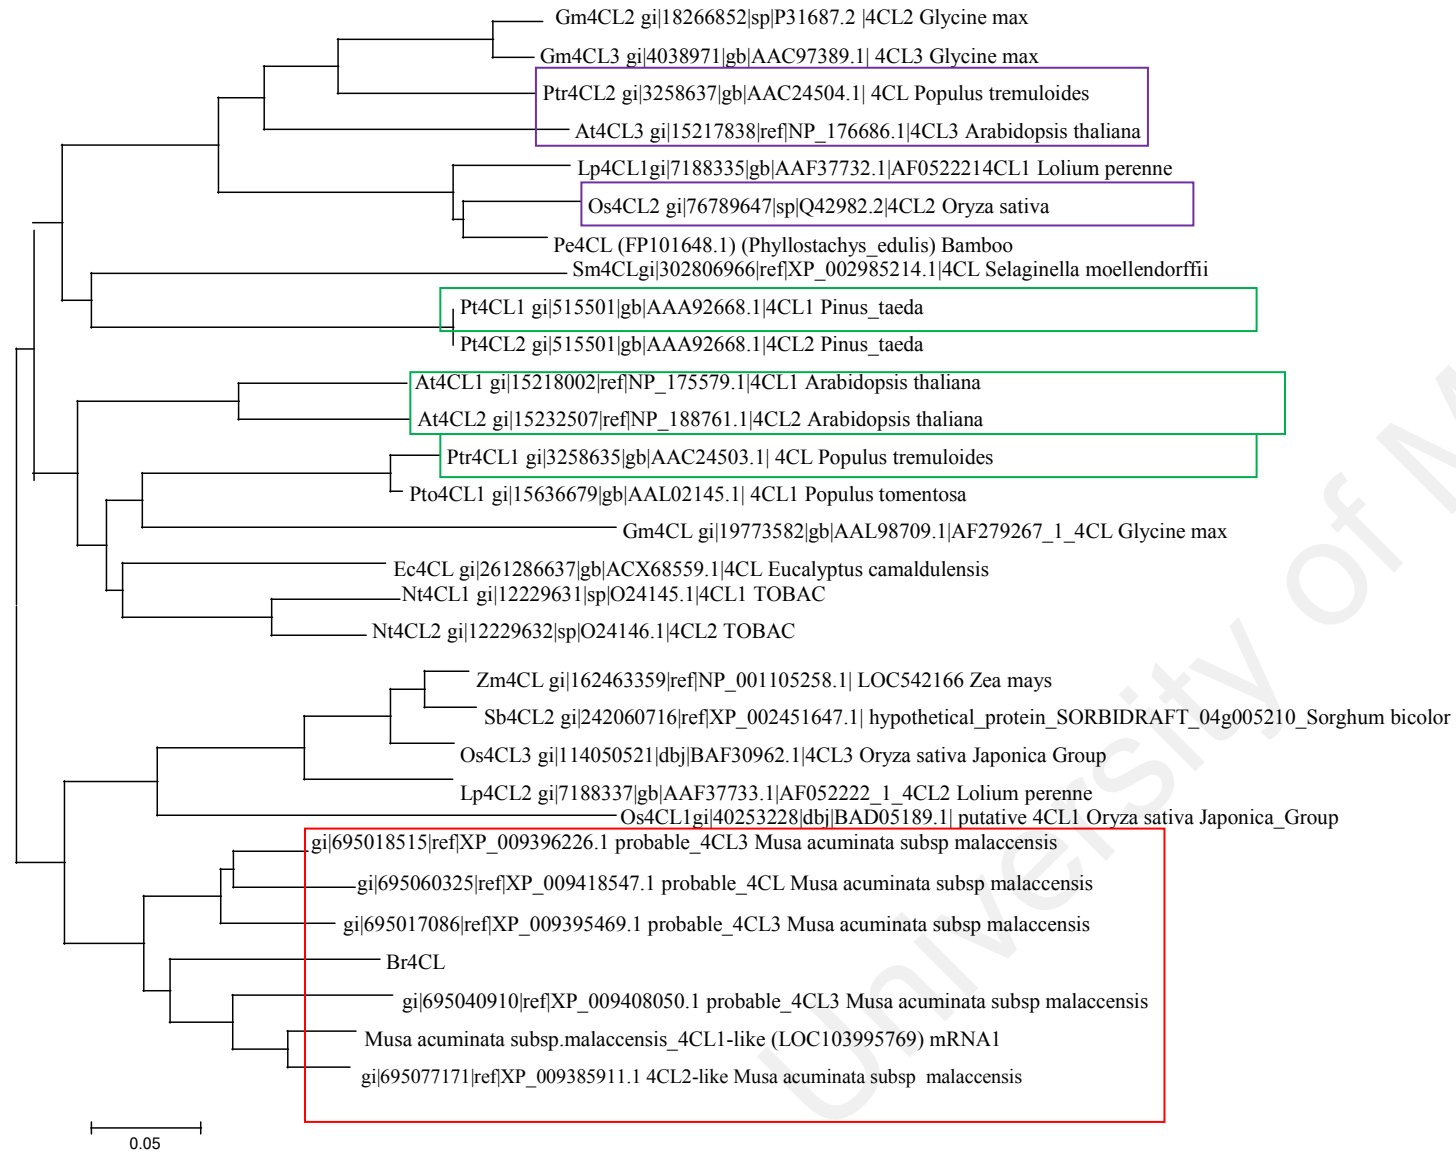 Gm4CL2 gi|18266852|sp|P31687.2 |4CL2 Glycine max
Gm4CL3 gi|4038971|gb|AAC97389.1| 4CL3 Glycine max
Ptr4CL2 gi|3258637|gb|AAC24504.1| 4CL Populus tremuloides
At4CL3 gi|15217838|ref|NP_176686.1|4CL3 Arabidopsis thaliana
Lp4CL1gi|7188335|gb|AAF37732.1|AF0522214CL1 Lolium perenne
Os4CL2 gi|76789647|sp|Q42982.2|4CL2 Oryza sativa
Pe4CL (FP101648.1) (Phyllostachys_edulis) Bamboo
Sm4CLgi|302806966|ref|XP_002985214.1|4CL Selaginella moellendorffii
Pt4CL1 gi|515501|gb|AAA92668.1|4CL1 Pinus_taeda
Pt4CL2 gi|515501|gb|AAA92668.1|4CL2 Pinus_taeda
At4CL1 gi|15218002|ref|NP_175579.1|4CL1 Arabidopsis thaliana
At4CL2 gi|15232507|ref|NP_188761.1|4CL2 Arabidopsis thaliana
Ptr4CL1 gi|3258635|gb|AAC24503.1| 4CL Populus tremuloides
Pto4CL1 gi|15636679|gb|AAL02145.1| 4CL1 Populus tomentosa
Gm4CL gi|19773582|gb|AAL98709.1|AF279267_1_4CL Glycine max
Ec4CL gi|261286637|gb|ACX68559.1|4CL Eucalyptus camaldulensis
Nt4CL1 gi|12229631|sp|O24145.1|4CL1 TOBAC
Nt4CL2 gi|12229632|sp|O24146.1|4CL2 TOBAC
Zm4CL gi|162463359|ref|NP_001105258.1| LOC542166 Zea mays
Sb4CL2 gi|242060716|ref|XP_002451647.1| hypothetical_protein_SORBIDRAFT_04g005210_Sorghum bicolor
Os4CL3 gi|114050521|dbj|BAF30962.1|4CL3 Oryza sativa Japonica Group
Lp4CL2 gi|7188337|gb|AAF37733.1|AF052222_1_4CL2 Lolium perenne
Os4CL1gi|40253228|dbj|BAD05189.1| putative 4CL1 Oryza sativa Japonica_Group
gi|695018515|ref|XP_009396226.1 probable_4CL3 Musa acuminata subsp malaccensis
gi|695060325|ref|XP_009418547.1 probable_4CL Musa acuminata subsp malaccensis
gi|695017086|ref|XP_009395469.1 probable_4CL3 Musa acuminata subsp malaccensis
Br4CL
gi|695040910|ref|XP_009408050.1 probable_4CL3 Musa acuminata subsp malaccensis
Musa acuminata subsp.malaccensis_4CL1-like (LOC103995769) mRNA1
gi|695077171|ref|XP_009385911.1 4CL2-like Musa acuminata subsp malaccensis
0.05
University of M